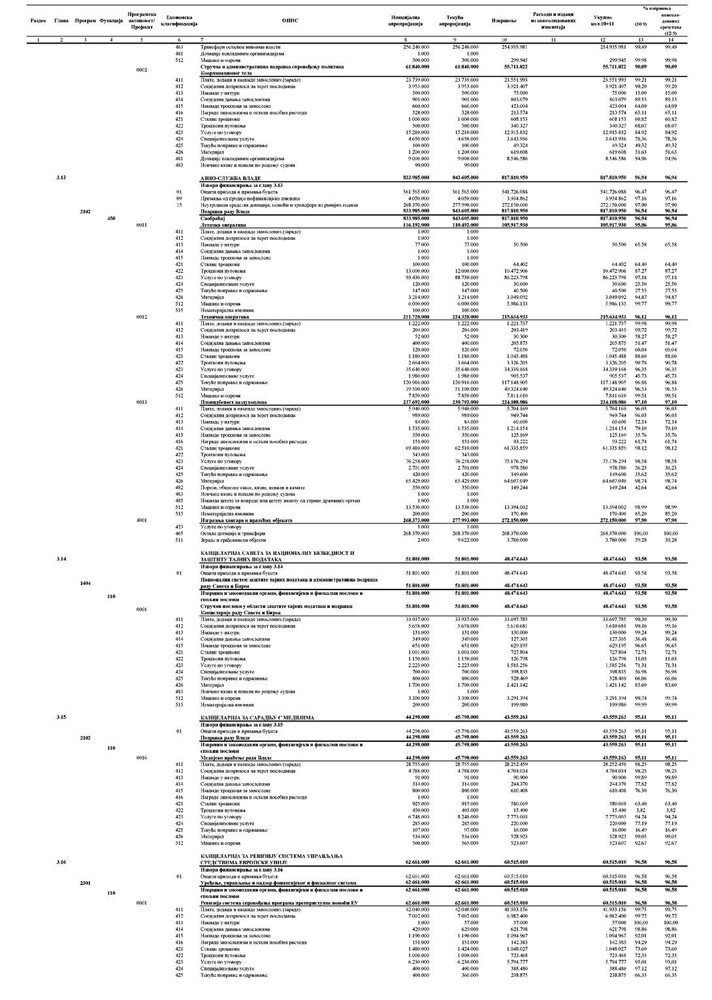 Раздео Глава Програм Функција Програмска активност/ Пројекат Економска класификација ОПИС Иницијална апропријација Текућа апропријација Извршење Расходи и издаци из консолидованих извештаја Укупно кол.10+11 % извршења (10:9) консоли-дованих средстава (12:9)
1 2 3 4 5 6 7 8 9 10 11 12 13 14
463 Трансфери осталим нивоима власти 256.240.000 256.240.000 254.935.981 254.935.981 99,49 99,49
481 Дотације невладиним организацијама 1.000 1.000
512 Машине и опрема 300.000 300.000 299.945 299.945 99,98 99,98
0002 Стручна и административна подршка спровођењу политика 61.840.000 61.840.000 55.711.822 55.711.822 90,09 90,09
Координационог тела
411 Плате, додаци и накнаде запослених (зараде) 23.739.000 23.739.000 23.551.993 23.551.993 99,21 99,21
412 Социјални доприноси на терет послодавца 3.953.000 3.953.000 3.921.407 3.921.407 99,20 99,20
413 Накнаде у натури 500.000 500.000 75.000 75.000 15,00 15,00
414 Социјална давања запосленима 901.000 901.000 803.079 803.079 89,13 89,13
415 Накнаде трошкова за запослене 660.000 660.000 423.004 423.004 64,09 64,09
416 Награде запосленима и остали посебни расходи 328.000 328.000 213.574 213.574 65,11 65,11
421 Стални трошкови 1.000.000 1.000.000 608.153 608.153 60,82 60,82
422 Трошкови путовања 500.000 500.000 340.327 340.327 68,07 68,07
423 Услуге по уговору 15.210.000 15.210.000 12.915.832 12.915.832 84,92 84,92
424 Специјализоване услуге 4.650.000 4.650.000 3.643.936 3.643.936 78,36 78,36
425 Текуће поправке и одржавање 100.000 100.000 49.324 49.324 49,32 49,32
426 Материјал 1.200.000 1.200.000 619.608 619.608 51,63 51,63
481 Дотације невладиним организацијама 9.000.000 9.000.000 8.546.586 8.546.586 94,96 94,96
483 Новчане казне и пенали по решењу судова 99.000 99.000
3.13 АВИО-СЛУЖБА ВЛАДЕ 833.985.000 843.605.000 817.810.950 817.810.950 96,94 96,94
Извори финансирања за главу 3.13
01 Општи приходи и примања буџета 561.565.000 561.565.000 541.726.088 541.726.088 96,47 96,47
09 Примања од продаје нефинансијске имовине 4.050.000 4.050.000 3.934.862 3.934.862 97,16 97,16
15 Неутрошена средства донација, помоћи и трансфера из ранијих година 268.370.000 277.990.000 272.150.000 272.150.000 97,90 97,90
2102 Подршка раду Владе 833.985.000 843.605.000 817.810.950 817.810.950 96,94 96,94
450 Саобраћај 833.985.000 843.605.000 817.810.950 817.810.950 96,94 96,94
0011 Летачка оператива 116.192.000 110.492.000 105.917.930 105.917.930 95,86 95,86
411 Плате, додаци и накнаде запослених (зараде) 1.000 1.000
412 Социјални доприноси на терет послодавца 1.000 1.000
413 Накнаде у натури 77.000 77.000 50.500 50.500 65,58 65,58
414 Социјална давања запосленима 1.000 1.000
415 Накнаде трошкова за запослене 1.000 1.000
421 Стални трошкови 100.000 100.000 64.402 64.402 64,40 64,40
422 Трошкови путовања 13.000.000 12.000.000 10.472.906 10.472.906 87,27 87,27
423 Услуге по уговору 93.430.000 88.730.000 86.223.798 86.223.798 97,18 97,18
424 Специјализоване услуге 120.000 120.000 30.600 30.600 25,50 25,50
425 Текуће поправке и одржавање 147.000 147.000 40.500 40.500 27,55 27,55
426 Материјал 3.214.000 3.214.000 3.049.092 3.049.092 94,87 94,87
512 Машине и опрема 6.000.000 6.000.000 5.986.133 5.986.133 99,77 99,77
515 Нематеријална имовина 100.000 100.000
0012 Техничка оператива 211.728.000 224.328.000 215.634.933 215.634.933 96,12 96,12
411 Плате, додаци и накнаде запослених (зараде) 1.222.000 1.222.000 1.221.737 1.221.737 99,98 99,98
412 Социјални доприноси на терет послодавца 204.000 204.000 203.419 203.419 99,72 99,72
413 Накнаде у натури 52.000 52.000 30.300 30.300 58,27 58,27
414 Социјална давања запосленима 400.000 400.000 205.875 205.875 51,47 51,47
415 Накнаде трошкова за запослене 120.000 120.000 72.050 72.050 60,04 60,04
421 Стални трошкови 1.180.000 1.180.000 1.045.488 1.045.488 88,60 88,60
422 Трошкови путовања 2.664.000 3.664.000 3.326.205 3.326.205 90,78 90,78
423 Услуге по уговору 35.640.000 35.640.000 34.339.168 34.339.168 96,35 96,35
424 Специјализоване услуге 1.980.000 1.980.000 905.537 905.537 45,73 45,73
425 Текуће поправке и одржавање 120.916.000 120.916.000 117.148.905 117.148.905 96,88 96,88
426 Материјал 39.500.000 51.100.000 49.324.640 49.324.640 96,53 96,53
512 Машине и опрема 7.850.000 7.850.000 7.811.610 7.811.610 99,51 99,51
0013 Пловидбеност ваздухоплова 237.692.000 230.792.000 224.108.086 224.108.086 97,10 97,10
411 Плате, додаци и накнаде запослених (зараде) 5.940.000 5.940.000 5.704.169 5.704.169 96,03 96,03
412 Социјални доприноси на терет послодавца 989.000 989.000 949.744 949.744 96,03 96,03
413 Накнаде у натури 84.000 84.000 60.600 60.600 72,14 72,14
414 Социјална давања запосленима 1.535.000 1.535.000 1.214.154 1.214.154 79,10 79,10
415 Накнаде трошкова за запослене 350.000 350.000 125.169 125.169 35,76 35,76
416 Награде запосленима и остали посебни расходи 151.000 151.000 93.222 93.222 61,74 61,74
421 Стални трошкови 69.410.000 62.510.000 61.335.859 61.335.859 98,12 98,12
422 Трошкови путовања 343.000 343.000
423 Услуге по уговору 76.258.000 76.258.000 75.176.294 75.176.294 98,58 98,58
424 Специјализоване услуге 2.701.000 2.701.000 978.580 978.580 36,23 36,23
425 Текуће поправке и одржавање 420.000 420.000 149.600 149.600 35,62 35,62
426 Материјал 65.429.000 65.429.000 64.607.049 64.607.049 98,74 98,74
482 Порези, обавезне таксе, казне, пенали и камате 350.000 350.000 149.244 149.244 42,64 42,64
483 Новчане казне и пенали по решењу судова 1.000 1.000
485 Накнада штете за повреде или штету нанету од стране државних органа 1.000 1.000
512 Машине и опрема 13.530.000 13.530.000 13.394.002 13.394.002 98,99 98,99
515 Нематеријална имовина 200.000 200.000 170.400 170.400 85,20 85,20
4001 Изградња хангара и пратећих објеката 268.373.000 277.993.000 272.150.000 272.150.000 97,90 97,90
423 Услуге по уговору 1.000 1.000
465 Остале дотације и трансфери 268.370.000 268.370.000 268.370.000 268.370.000 100,00 100,00
511 Зграде и грађевински објекти 2.000 9.622.000 3.780.000 3.780.000 39,28 39,28
КАНЦЕЛАРИЈА САВЕТА ЗА НАЦИОНАЛНУ БЕЗБЕДНОСТ И
3.14 ЗАШТИТУ ТАЈНИХ ПОДАТАКА 51.801.000 51.801.000 48.474.643 48.474.643 93,58 93,58
Извори финансирања за главу 3.14
01 Општи приходи и примања буџета 51.801.000 51.801.000 48.474.643 48.474.643 93,58 93,58
Национални систем заштите тајних података и административна подршка
1404 раду Савета и Бироа 51.801.000 51.801.000 48.474.643 48.474.643 93,58 93,58
110 Извршни и законодавни органи, финансијски и фискални послови и 51.801.000 51.801.000 48.474.643 48.474.643 93,58 93,58
спољни послови
0001 Стручни послови у области заштите тајних података и подршка 51.801.000 51.801.000 48.474.643 48.474.643 93,58 93,58
Канцеларије раду Савета и Бироа
411 Плате, додаци и накнаде запослених (зараде) 33.937.000 33.937.000 33.697.785 33.697.785 99,30 99,30
412 Социјални доприноси на терет послодавца 5.658.000 5.658.000 5.610.681 5.610.681 99,16 99,16
413 Накнаде у натури 131.000 131.000 130.000 130.000 99,24 99,24
414 Социјална давања запосленима 349.000 349.000 127.305 127.305 36,48 36,48
415 Накнаде трошкова за запослене 651.000 651.000 629.195 629.195 96,65 96,65
421 Стални трошкови 1.001.000 1.001.000 727.804 727.804 72,71 72,71
422 Трошкови путовања 1.150.000 1.150.000 126.798 126.798 11,03 11,03
423 Услуге по уговору 2.223.000 2.223.000 1.585.256 1.585.256 71,31 71,31
424 Специјализоване услуге 700.000 700.000 398.835 398.835 56,98 56,98
425 Текуће поправке и одржавање 800.000 800.000 528.469 528.469 66,06 66,06
426 Материјал 1.700.000 1.700.000 1.421.142 1.421.142 83,60 83,60
483 Новчане казне и пенали по решењу судова 1.000 1.000
512 Машине и опрема 3.300.000 3.300.000 3.291.394 3.291.394 99,74 99,74
515 Нематеријална имовина 200.000 200.000 199.980 199.980 99,99 99,99
3.15 КАНЦЕЛАРИЈА ЗА САРАДЊУ С МЕДИЈИМА 44.298.000 45.798.000 43.559.263 43.559.263 95,11 95,11
Извори финансирања за главу 3.15
01 Општи приходи и примања буџета 44.298.000 45.798.000 43.559.263 43.559.263 95,11 95,11
2102 Подршка раду Владе 44.298.000 45.798.000 43.559.263 43.559.263 95,11 95,11
110 Извршни и законодавни органи, финансијски и фискални послови и 44.298.000 45.798.000 43.559.263 43.559.263 95,11 95,11
спољни послови
0016 Медијско праћење рада Владе 44.298.000 45.798.000 43.559.263 43.559.263 95,11 95,11
411 Плате, додаци и накнаде запослених (зараде) 28.755.000 28.755.000 28.252.459 28.252.459 98,25 98,25
412 Социјални доприноси на терет послодавца 4.788.000 4.788.000 4.704.034 4.704.034 98,25 98,25
413 Накнаде у натури 91.000 91.000 90.900 90.900 99,89 99,89
414 Социјална давања запосленима 314.000 314.000 244.370 244.370 77,82 77,82
415 Накнаде трошкова за запослене 800.000 800.000 610.408 610.408 76,30 76,30
416 Награде запосленима и остали посебни расходи 1.000 1.000
421 Стални трошкови 925.000 915.000 580.069 580.069 63,40 63,40
422 Трошкови путовања 450.000 405.000 15.490 15.490 3,82 3,82
423 Услуге по уговору 6.748.000 8.248.000 7.773.003 7.773.003 94,24 94,24
424 Специјализоване услуге 285.000 285.000 220.000 220.000 77,19 77,19
425 Текуће поправке и одржавање 107.000 97.000 16.000 16.000 16,49 16,49
426 Материјал 534.000 534.000 528.923 528.923 99,05 99,05
512 Машине и опрема 500.000 565.000 523.607 523.607 92,67 92,67
КАНЦЕЛАРИЈА ЗА РЕВИЗИЈУ СИСТЕМА УПРАВЉАЊА
3.16 СРЕДСТВИМА ЕВРОПСКЕ УНИЈЕ 62.661.000 62.661.000 60.515.010 60.515.010 96,58 96,58
Извори финансирања за главу 3.16
01 Општи приходи и примања буџета 62.661.000 62.661.000 60.515.010 60.515.010 96,58 96,58
2301 Уређење, управљање и надзор финансијског и фискалног система 62.661.000 62.661.000 60.515.010 60.515.010 96,58 96,58
110 Извршни и законодавни органи, финансијски и фискални послови и 62.661.000 62.661.000 60.515.010 60.515.010 96,58 96,58
спољни послови
0001 Ревизија система спровођења програма претприступне помоћи ЕУ 62.661.000 62.661.000 60.515.010 60.515.010 96,58 96,58
411 Плате, додаци и накнаде запослених (зараде) 42.040.000 42.040.000 41.933.156 41.933.156 99,75 99,75
412 Социјални доприноси на терет послодавца 7.002.000 7.002.000 6.982.400 6.982.400 99,72 99,72
413 Накнаде у натури 1.000 57.000 57.000 57.000 100,00 100,00
414 Социјална давања запосленима 429.000 629.000 621.798 621.798 98,86 98,86
415 Накнаде трошкова за запослене 1.190.000 1.190.000 1.094.967 1.094.967 92,01 92,01
416 Награде запосленима и остали посебни расходи 151.000 151.000 142.383 142.383 94,29 94,29
421 Стални трошкови 1.480.000 1.424.000 1.048.027 1.048.027 73,60 73,60
422 Трошкови путовања 1.000.000 1.000.000 723.468 723.468 72,35 72,35
423 Услуге по уговору 6.230.000 6.230.000 5.794.777 5.794.777 93,01 93,01
424 Специјализоване услуге 400.000 400.000 388.480 388.480 97,12 97,12
425 Текуће поправке и одржавање 400.000 360.000 238.875 238.875 66,35 66,35